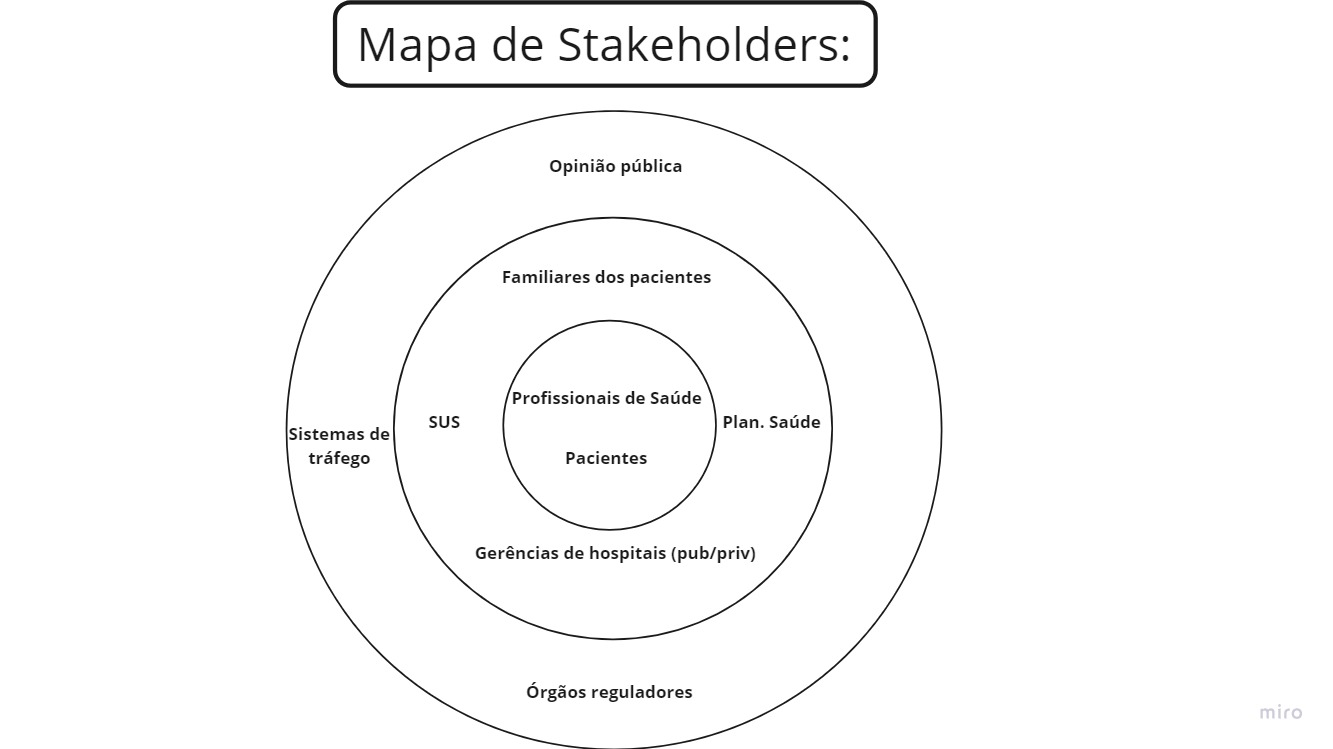 Mapa de Stakeholders:
Opinião pública
Familiares dos pacientes
Profissionais de Saúde
SUS
Plan. Saúde
Sistemas de
tráfego
Pacientes
Gerências de hospitais (pub/priv)
Órgãos reguladores
miro